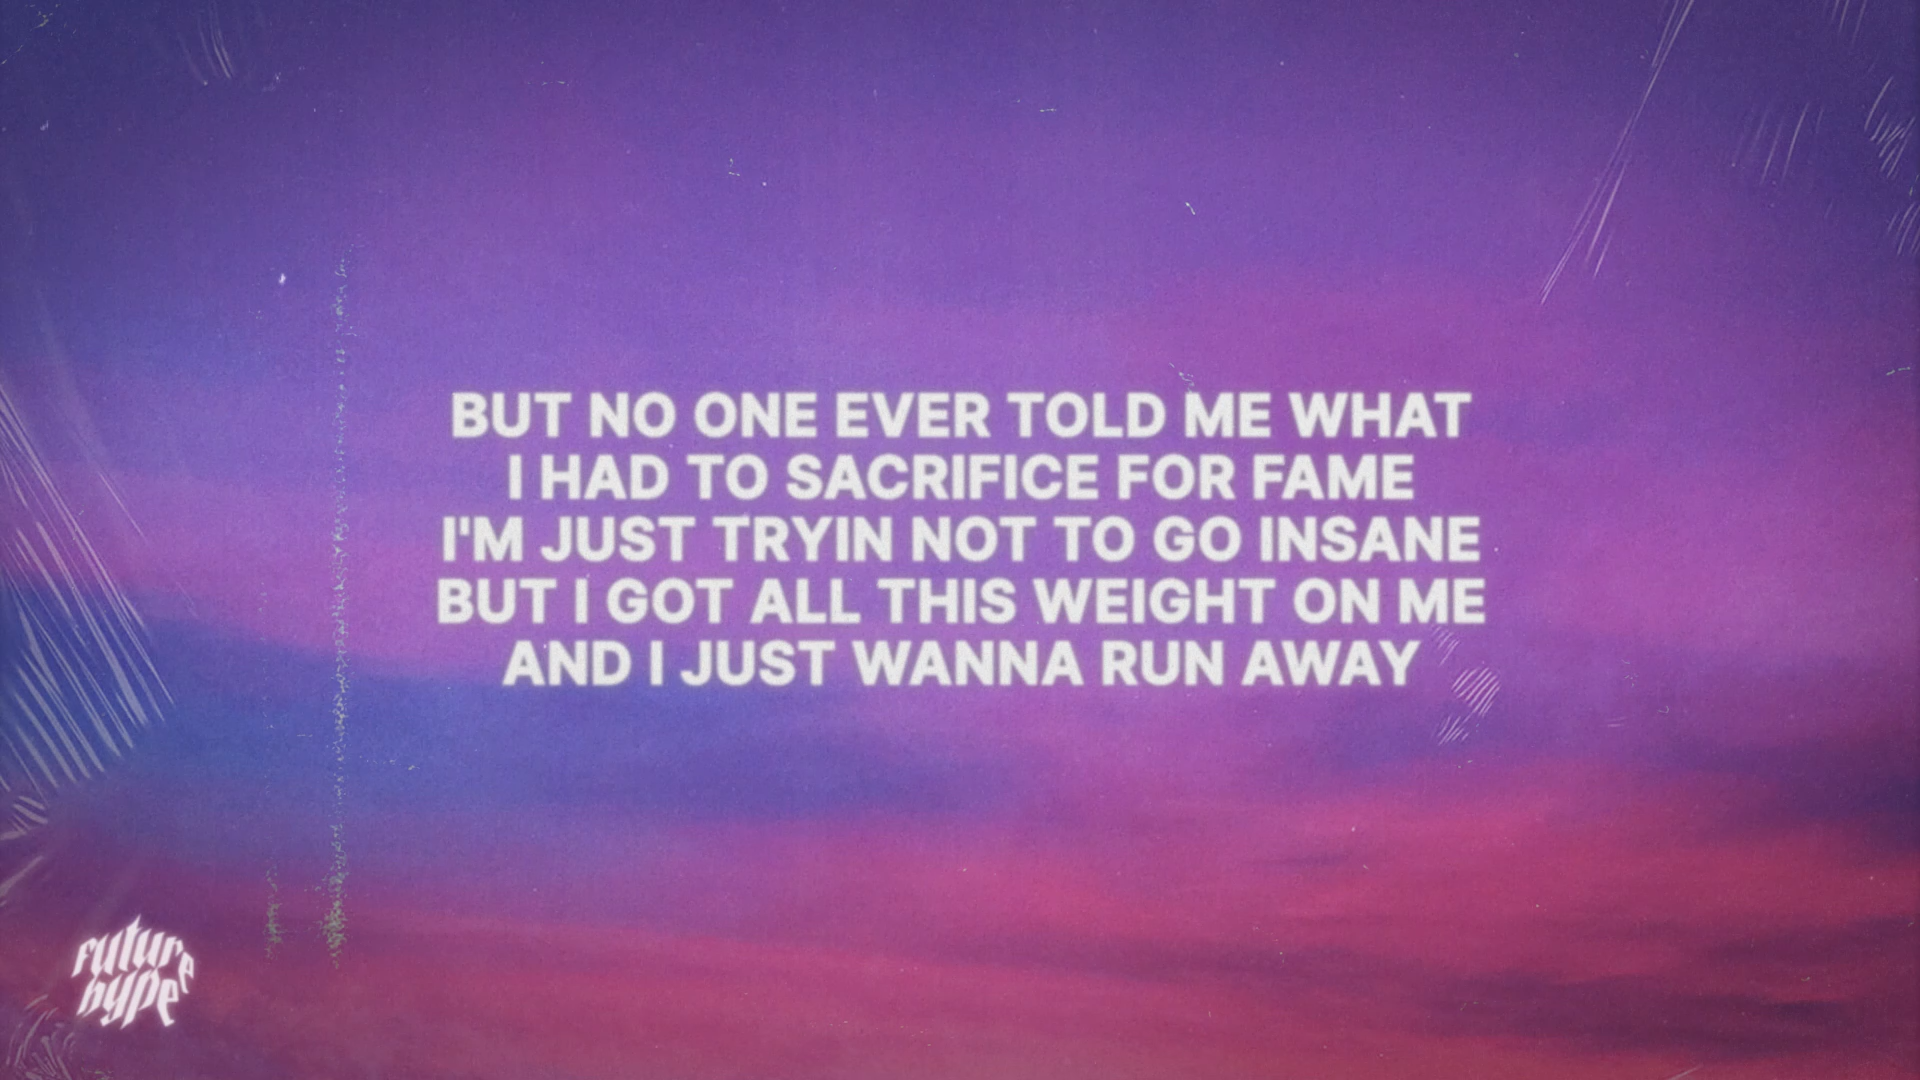 BUT NO ONE EVER TOLD ME WHAT
I HAD TO SACRIFICE FOR FAME
I'M JUST TRYIN NOT TO GO INSANE
BUT I GOT ALL THIS WEIGHT ON ME
AND I JUST WANNA RUN AWAY
future
hype